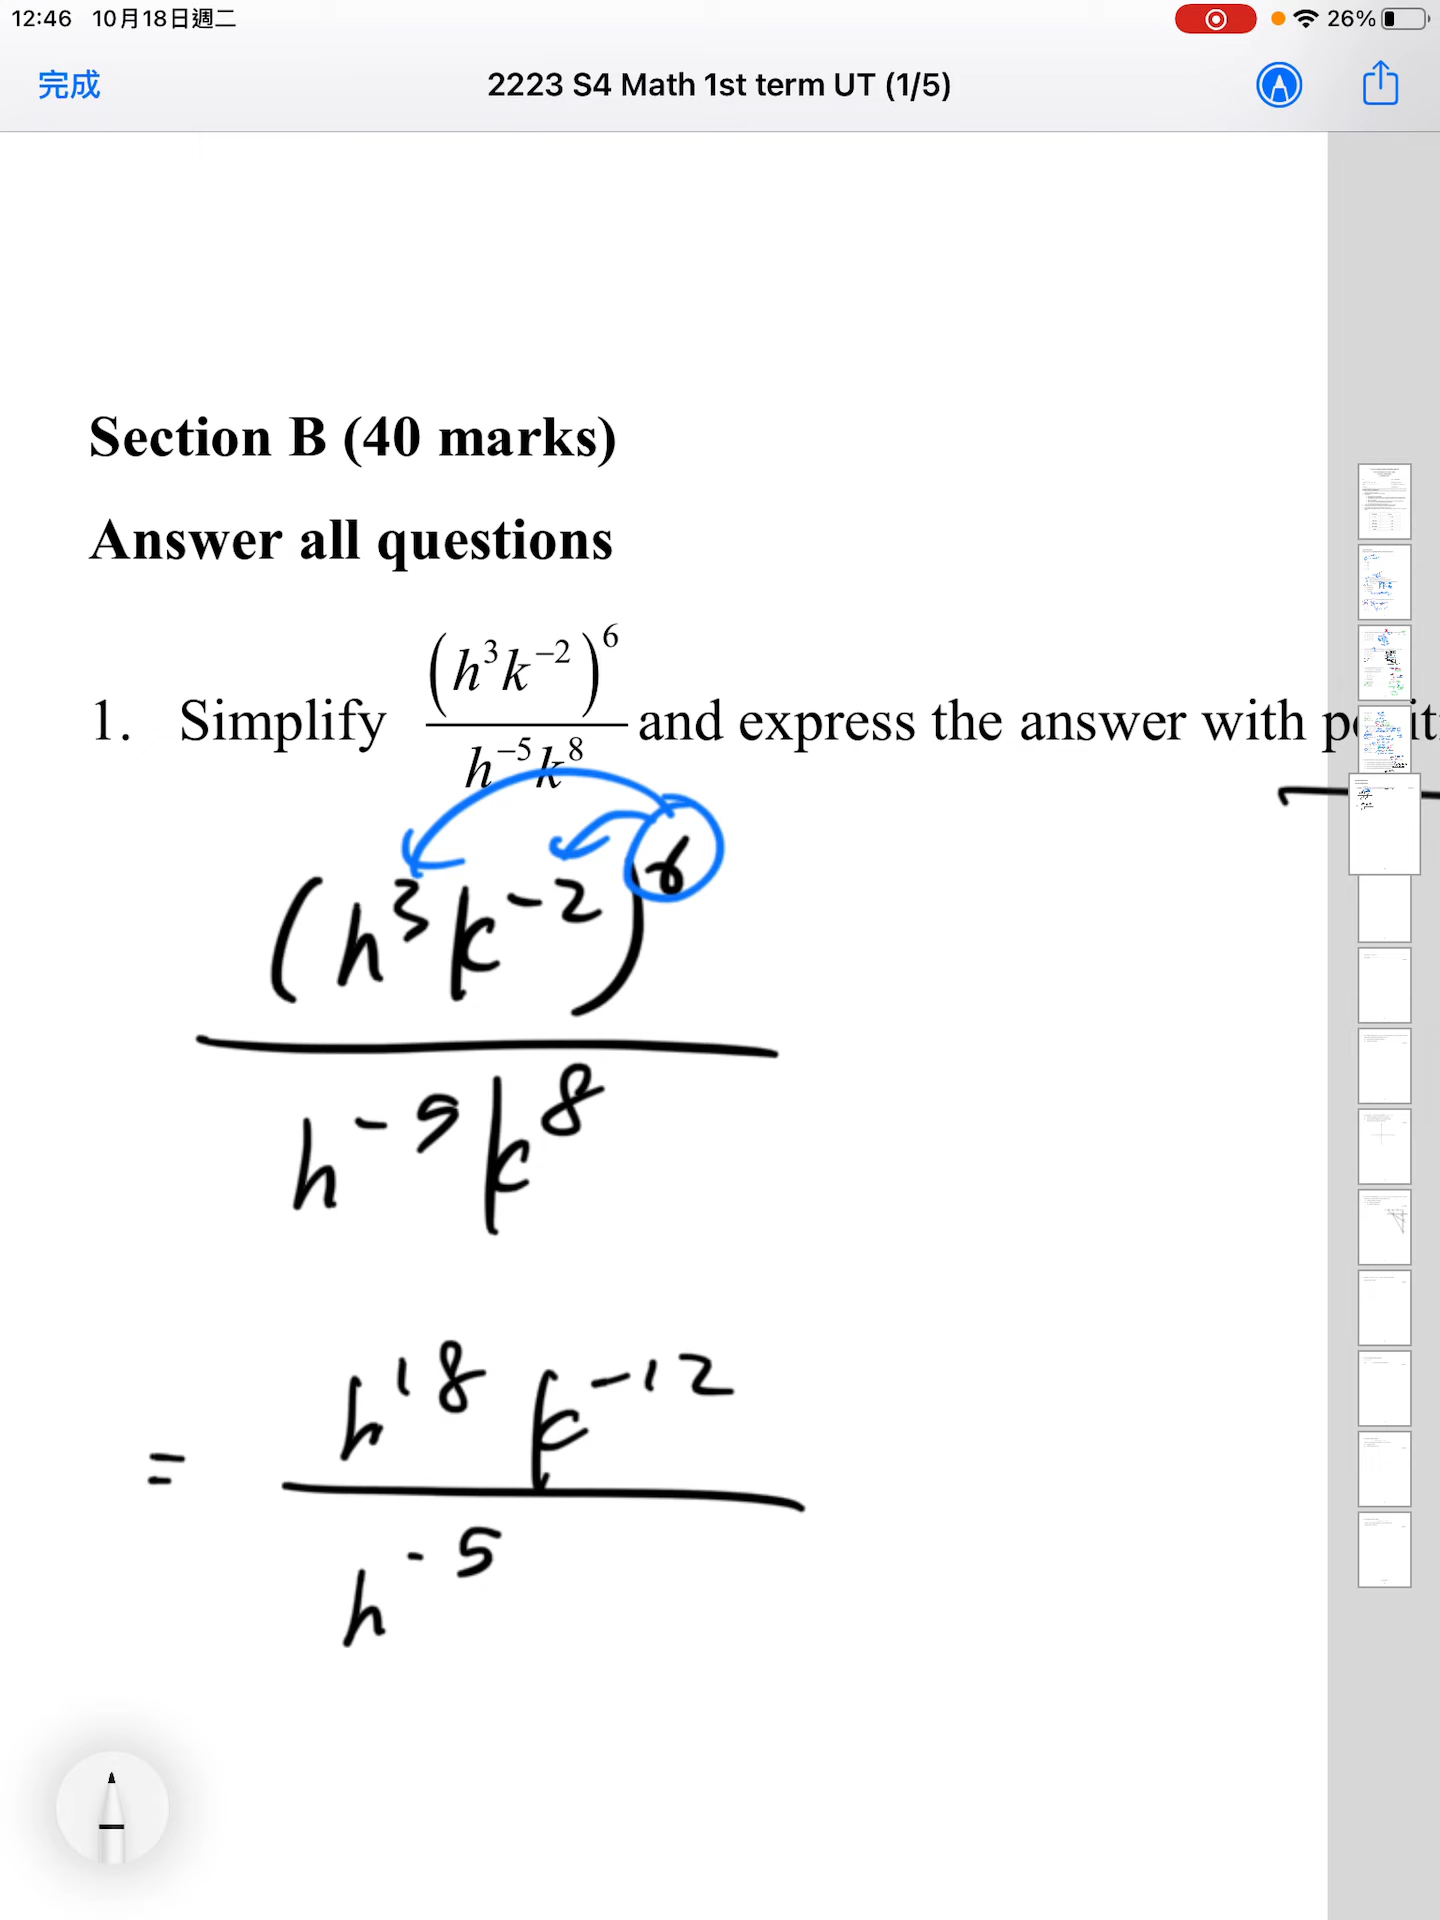 12:46 10月18日週二 26%
完成 2223 S4 Math 1st term UT (1/5)
Section B (40 marks)
Answer all questions
1. Simplify (h³k⁻²)⁶ / h⁻⁵k⁸ and express the answer with
(h³k⁻²)⁶
h⁻⁵k⁸
= h¹⁸k⁻¹²
h⁻⁵